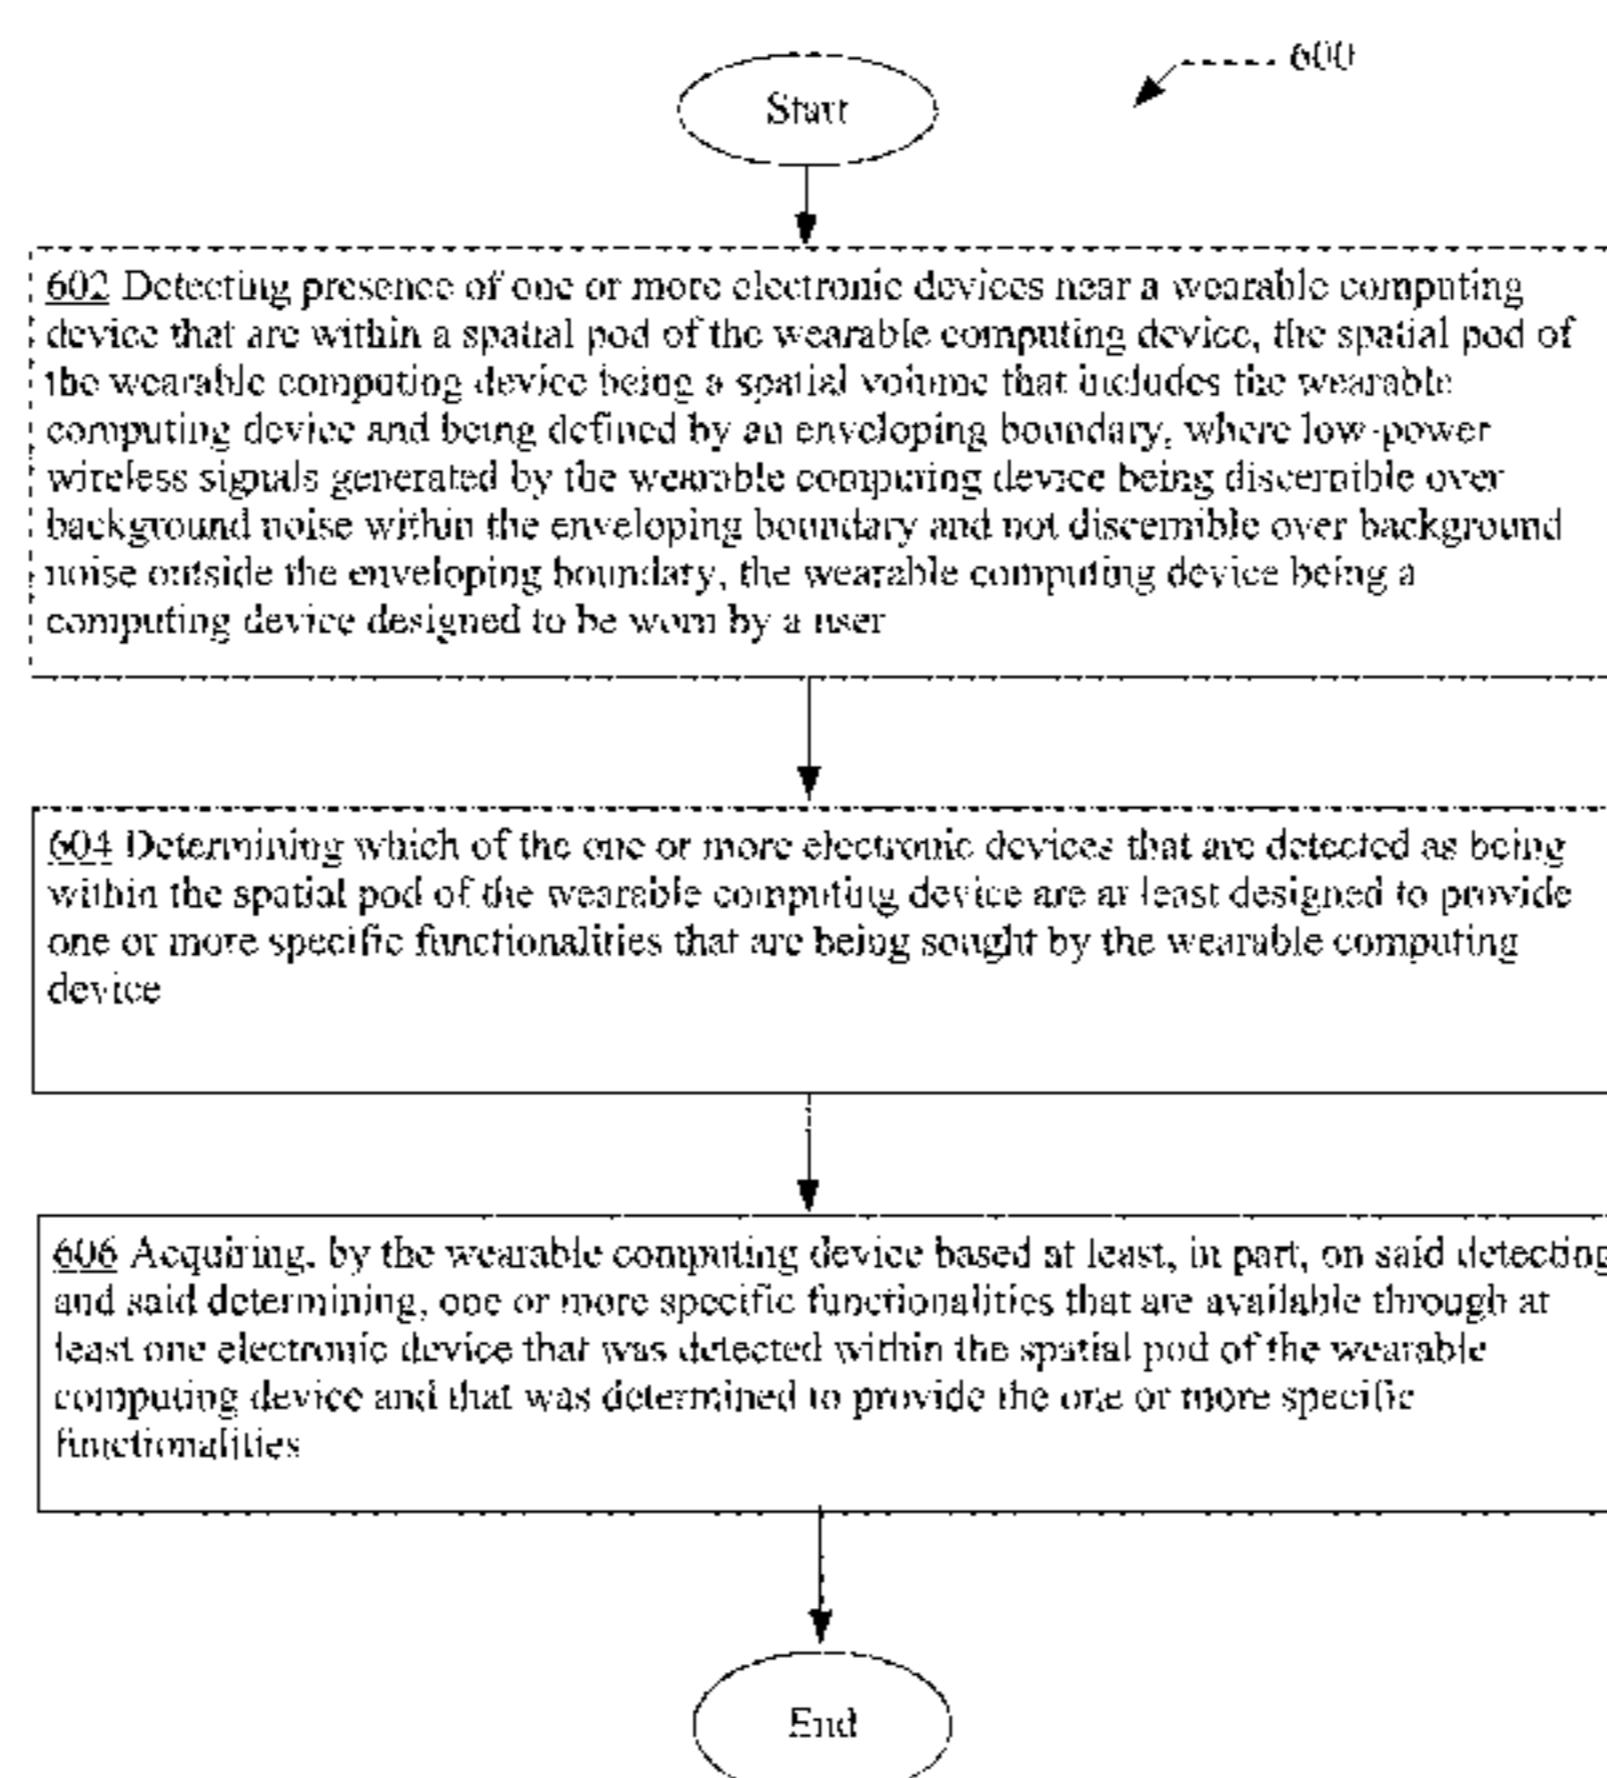 600
Start
602 Detecting presence of one or more electronic devices near a wearable computing
device that are within a spatial pod of the wearable computing device, the spatial pod of
the wearable computing device being a spatial volume that includes the wearable
computing device and being defined by an enveloping boundary, where low-power
wireless signals generated by the wearable computing device being discernible over
background noise within the enveloping boundary and not discernible over background
noise outside the enveloping boundary, the wearable computing device being a
computing device designed to be worn by a user
604 Determining which of the one or more electronic devices that are detected as being
within the spatial pod of the wearable computing device are at least designed to provide
one or more specific functionalities that are being sought by the wearable computing
device
606 Acquiring, by the wearable computing device based at least, in part, on said detecting
and said determining, one or more specific functionalities that are available through at
least one electronic device that was detected within the spatial pod of the wearable
computing device and that was determined to provide the one or more specific
functionalities
End